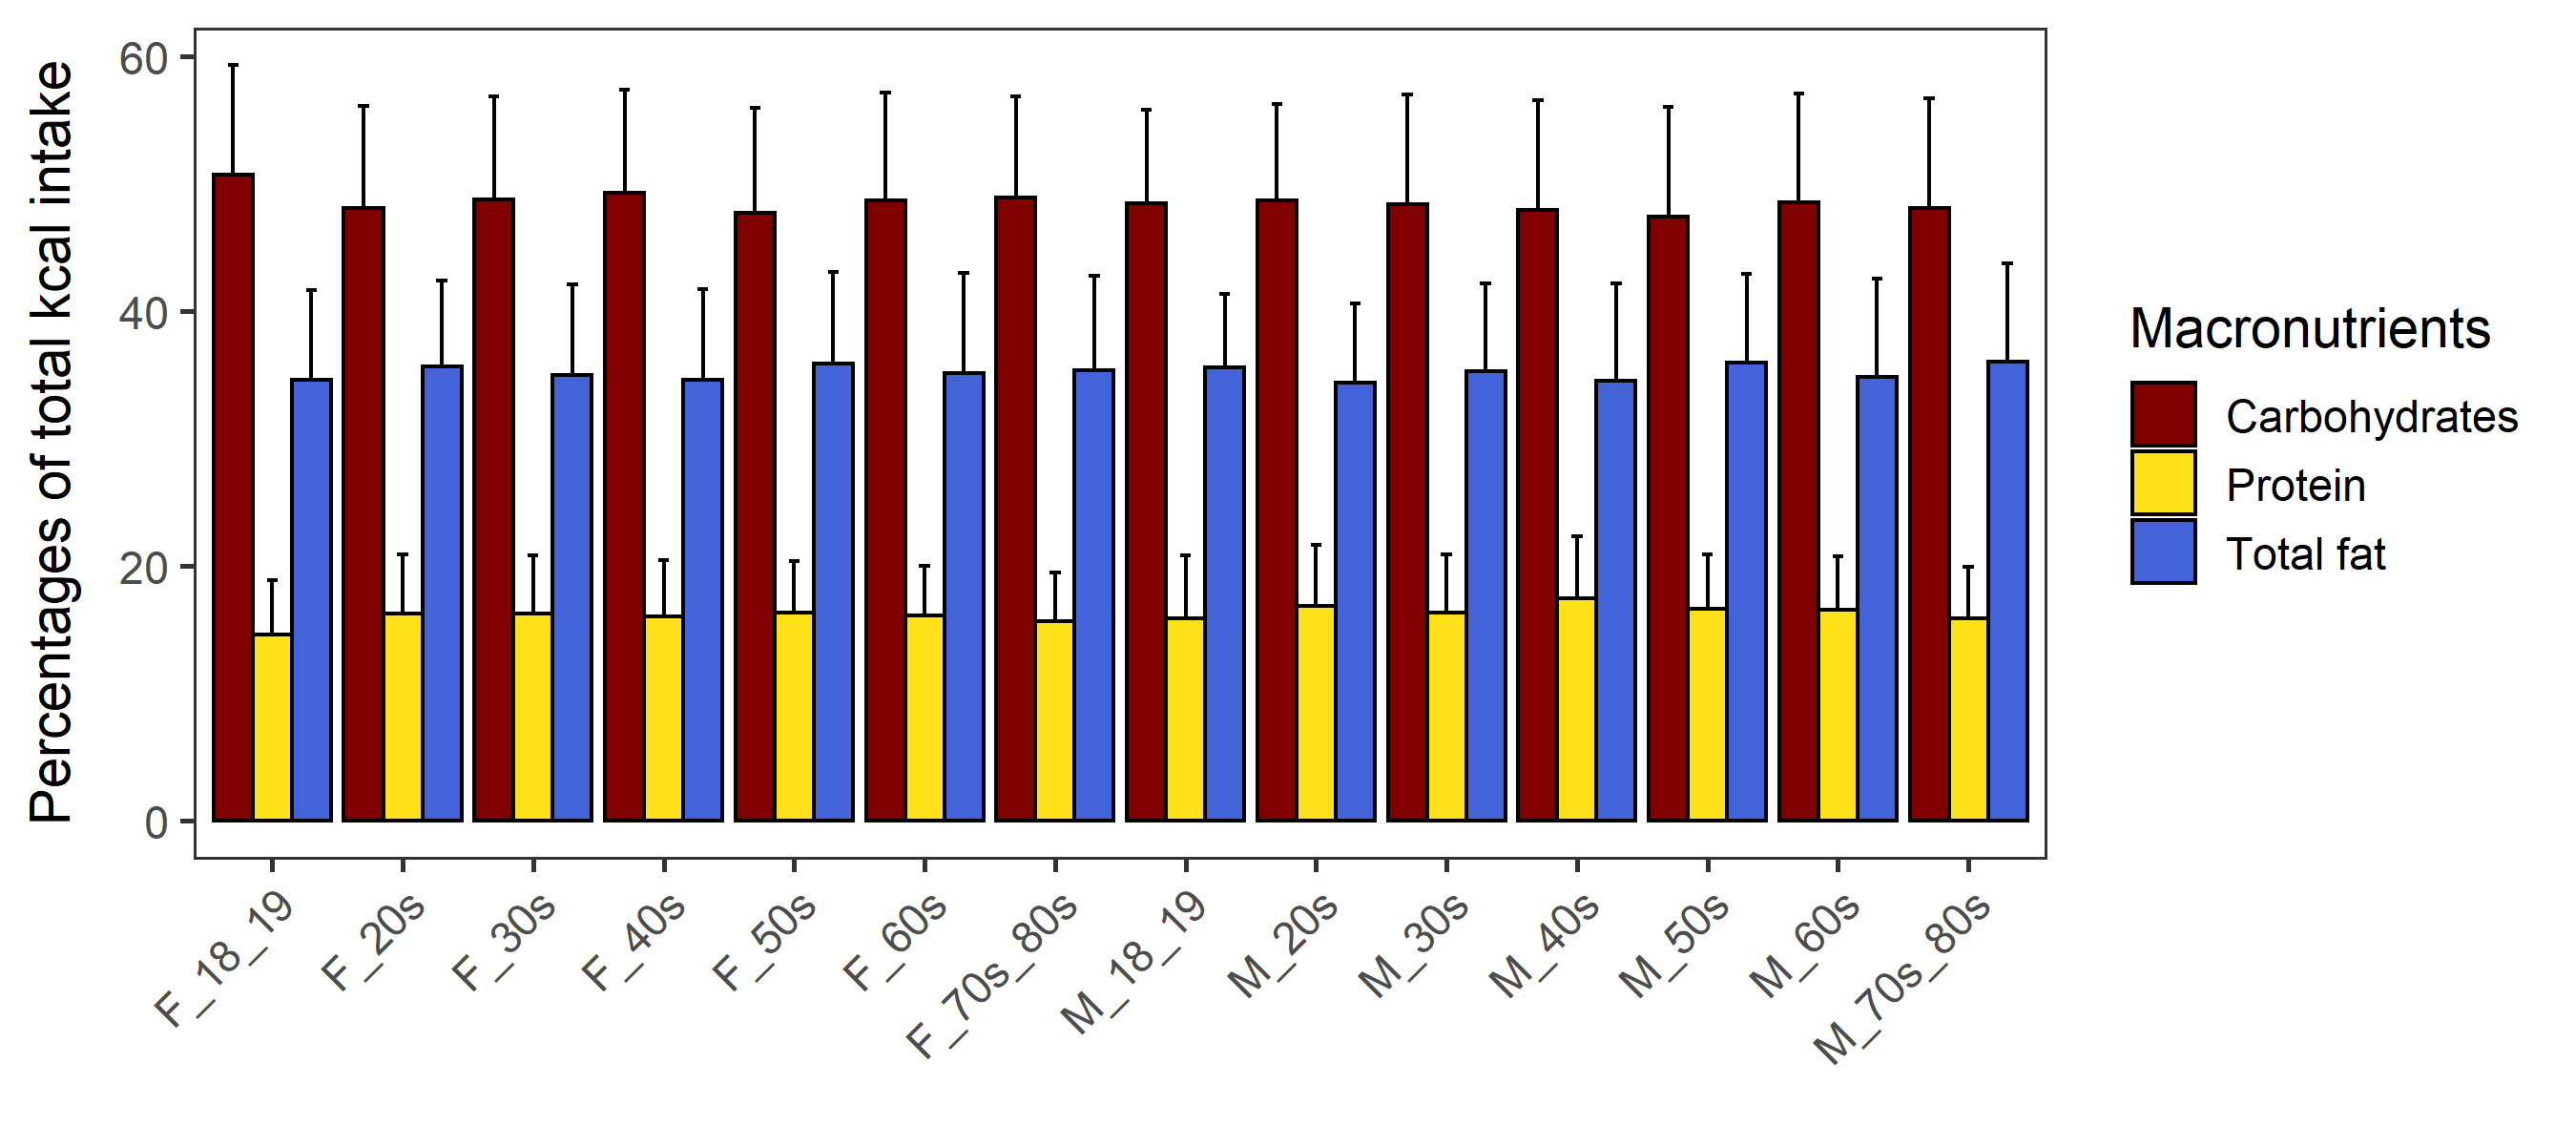 Percentages of total kcal intake
60
40
20
0
F_18_19
F_20s
F_30s
F_40s
F_50s
F_60s
F_70s_80s
M_18_19
M_20s
M_30s
M_40s
M_50s
M_60s
M_70s_80s
Macronutrients
Carbohydrates
Protein
Total fat